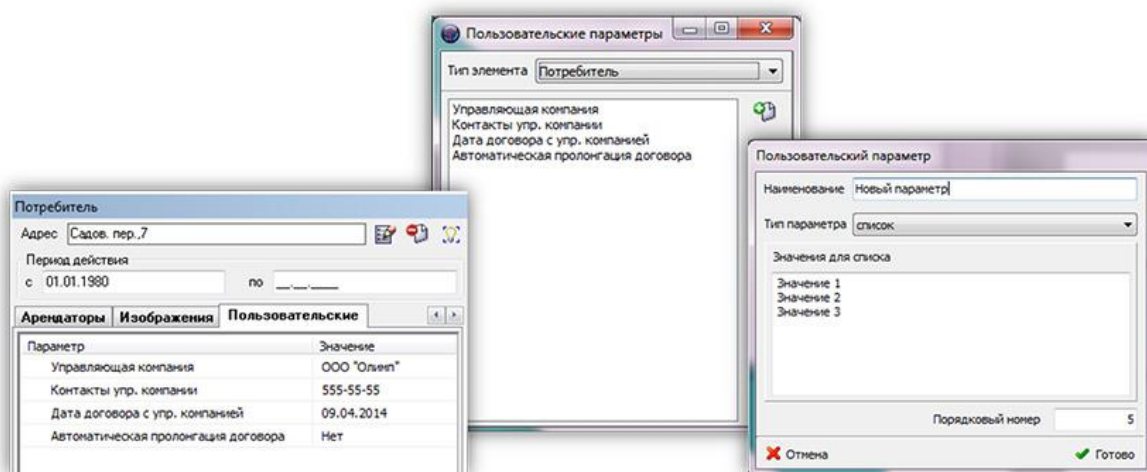 Пользовательские параметры
Тип элемента Потребитель
Управляющая компания
Контакты упр. компании
Дата договора с упр. компанией
Автоматическая пролонгация договора
Потребитель
Адрес Садов. пер.,7
Период действия
с 01.01.1980 по __.__.____
Арендаторы Изображения Пользовательские
Параметр Значение
Управляющая компания ООО "Олимп"
Контакты упр. компании 555-55-55
Дата договора с упр. компанией 09.04.2014
Автоматическая пролонгация договора Нет
Пользовательский параметр
Наименование Новый параметр
Тип параметра список
Значения для списка
Значение 1
Значение 2
Значение 3
Порядковый номер 5
Отмена Готово